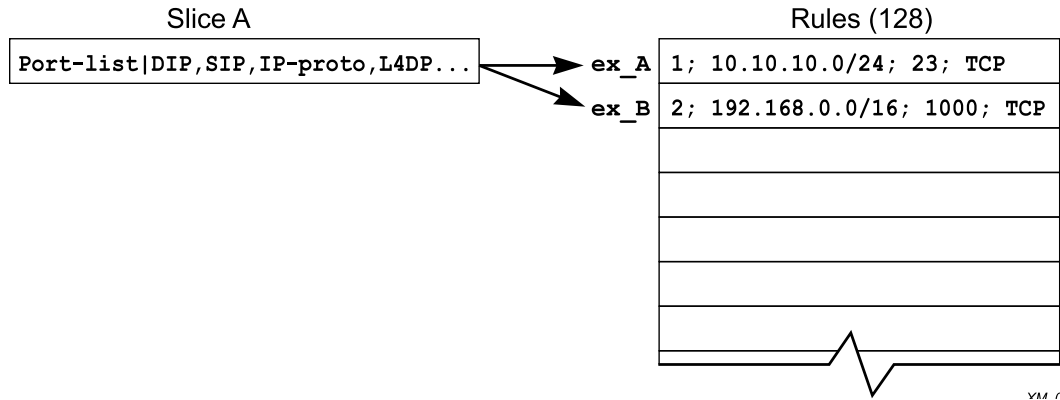 Slice A
Rules (128)
Port-list|DIP,SIP,IP-proto,L4DP...
ex_A
1; 10.10.10.0/24; 23; TCP
ex_B
2; 192.168.0.0/16; 1000; TCP